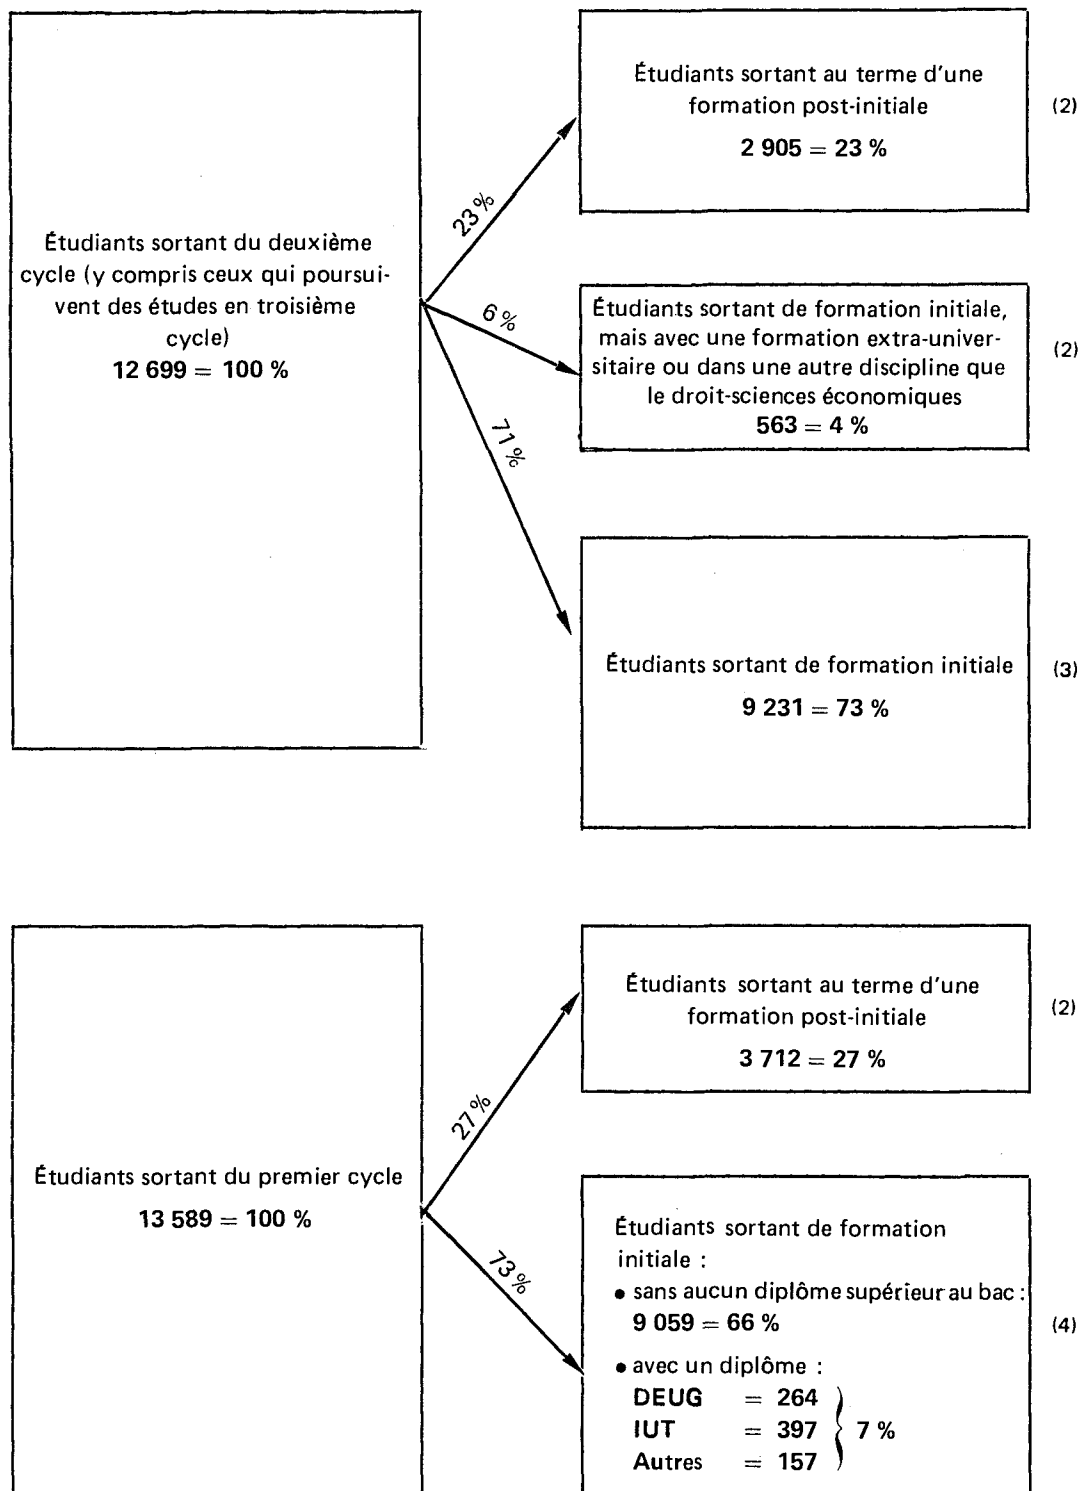 Étudiants sortant du deuxième
cycle (y compris ceux qui poursui-
vent des études en troisième
cycle)
12 699 = 100 %
23 %
6 %
71 %
Étudiants sortant au terme d'une
formation post-initiale
2 905 = 23 %
(2)
Étudiants sortant de formation initiale,
mais avec une formation extra-univer-
sitaire ou dans une autre discipline que
le droit-sciences économiques
563 = 4 %
(2)
Étudiants sortant de formation initiale
9 231 = 73 %
(3)
Étudiants sortant du premier cycle
13 589 = 100 %
27 %
73 %
Étudiants sortant au terme d'une
formation post-initiale
3 712 = 27 %
(2)
Étudiants sortant de formation
initiale :
• sans aucun diplôme supérieur au bac :
9 059 = 66 %
• avec un diplôme :
DEUG = 264
IUT = 397 } 7 %
Autres = 157
(4)